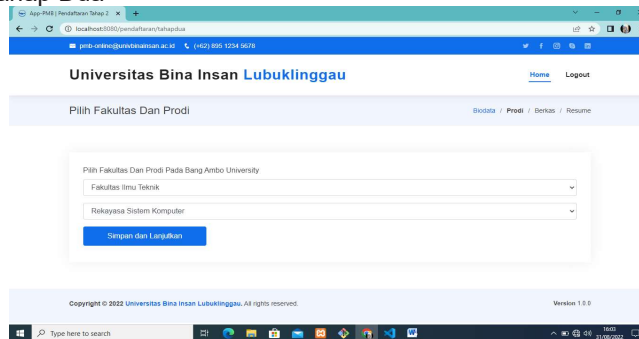 App-PMB | Pendaftaran Tahap 2
localhost:8080/pendaftaran/tahapdua
pmb-online@univbinainsan.ac.id (+62) 895 1234 5678
Universitas Bina Insan Lubuklinggau
Home Logout
Pilih Fakultas Dan Prodi
Biodata / Prodi / Berkas / Resume
Pilih Fakultas Dan Prodi Pada Bang Ambo University
Fakultas Ilmu Teknik
Rekayasa Sistem Komputer
Simpan dan Lanjutkan
Copyright © 2022 Universitas Bina Insan Lubuklinggau. All rights reserved.
Version 1.0.0
Type here to search
16:03
21/08/2022